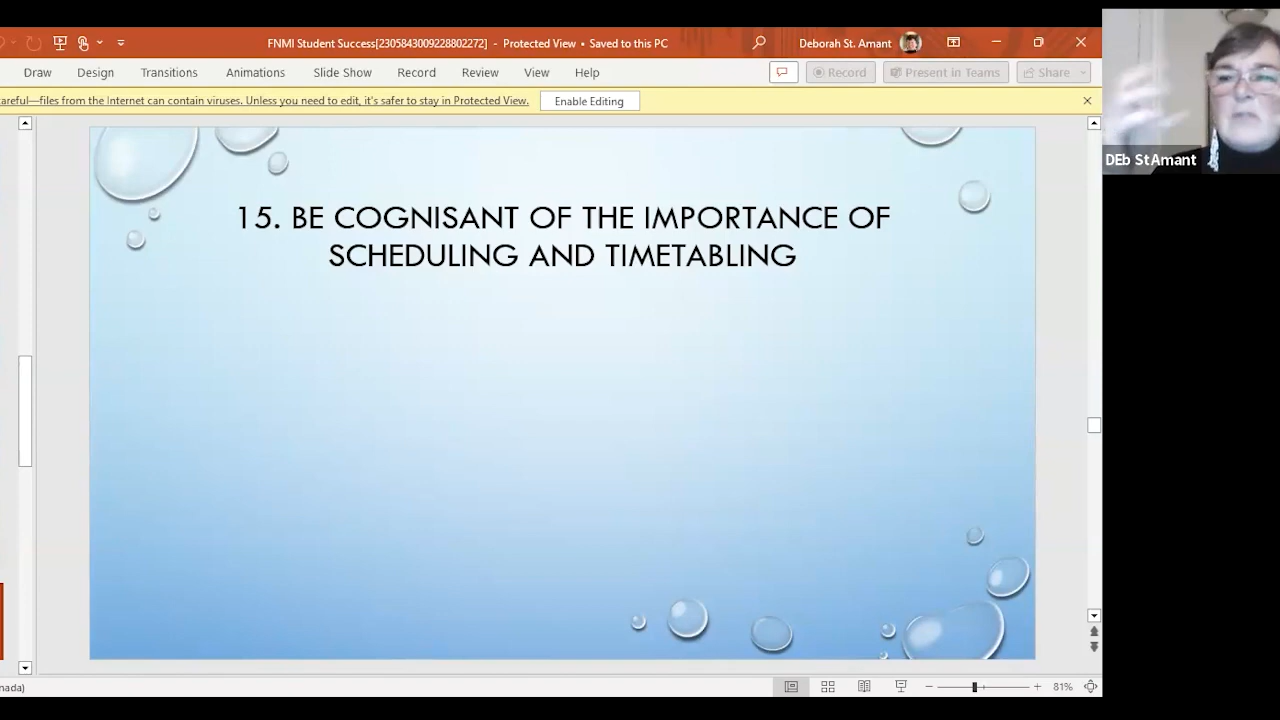 FNMI Student Success[2305843009228802272] - Protected View • Saved to this PC
Deborah St. Amant
Draw Design Transitions Animations Slide Show Record Review View Help
Record Present in Teams Share
areful—files from the Internet can contain viruses. Unless you need to edit, it's safer to stay in Protected View. Enable Editing
DEb StAmant
15. BE COGNISANT OF THE IMPORTANCE OF
SCHEDULING AND TIMETABLING
nada)
81%